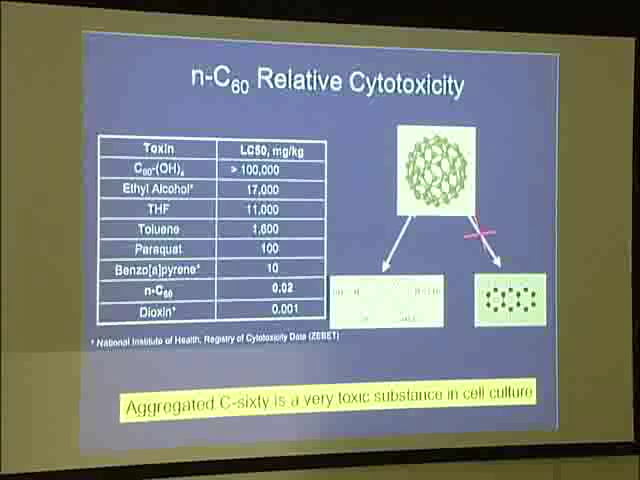 n-C60 Relative Cytotoxicity
Toxin LC50, mg/kg
C60-(OH)x > 100,000
Ethyl Alcohol* 17,000
THF 11,000
Toluene 1,600
Paraquat 100
Benzo[a]pyrene* 10
n-C60 0.02
Dioxin* 0.001
* National Institute of Health, Registry of Cytotoxicity Data (ZEBET)
Aggregated C-sixty is a very toxic substance in cell culture